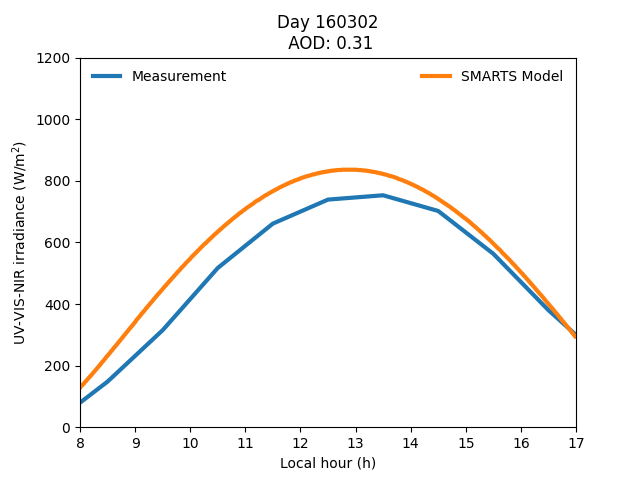 Day 160302
AOD: 0.31
Measurement
SMARTS Model
UV-VIS-NIR irradiance (W/m²)
1200
1000
800
600
400
200
0
8 9 10 11 12 13 14 15 16 17
Local hour (h)